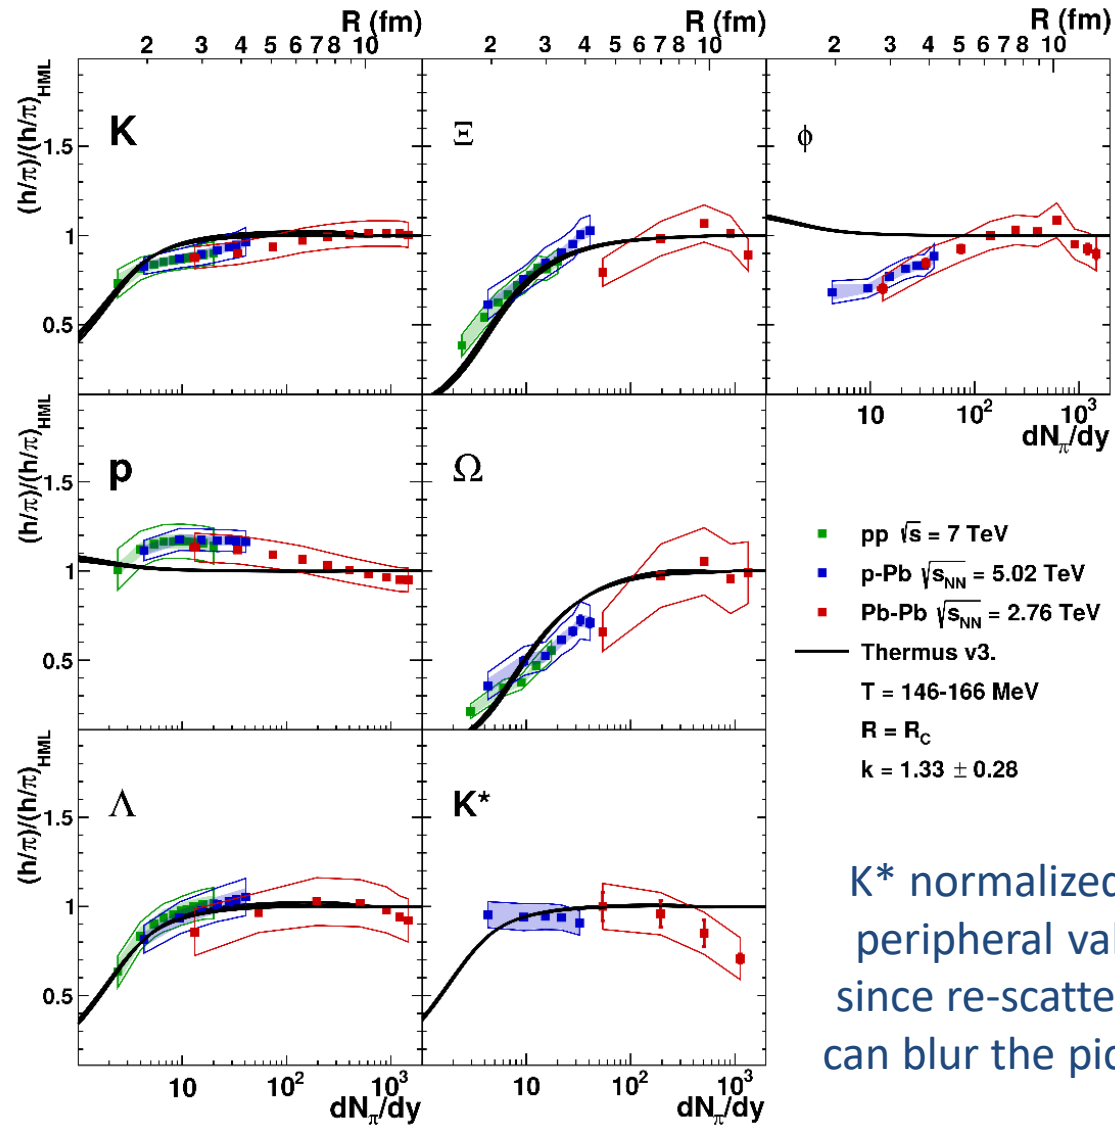 R (fm) R (fm) R (fm)
2 3 4 5 6 7 8 10 2 3 4 5 6 7 8 10 2 3 4 5 6 7 8 10
(h/π)/(h/π)HML
K Ξ ϕ
1.5
1
0.5
10 10² 10³
dNπ/dy
(h/π)/(h/π)HML
p Ω
1.5
1
0.5
pp √s = 7 TeV
p-Pb √sNN = 5.02 TeV
Pb-Pb √sNN = 2.76 TeV
Thermus v3.
T = 146-166 MeV
R = RC
k = 1.33 ± 0.28
(h/π)/(h/π)HML
Λ K*
1.5
1
0.5
10 10² 10³ 10 10² 10³
dNπ/dy dNπ/dy
K* normalized
peripheral val
since re-scatte
can blur the pic